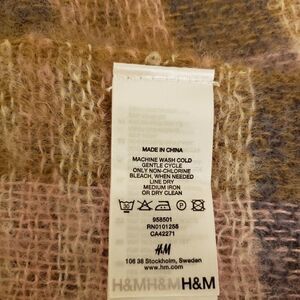 MADE IN CHINA
MACHINE WASH COLD
GENTLE CYCLE
ONLY NON-CHLORINE
BLEACH, WHEN NEEDED
LINE DRY
MEDIUM IRON
OR DRY CLEAN
958501
RN0101255
CA42271
H&M
106 38 Stockholm, Sweden
www.hm.com
H&MH&MH&M